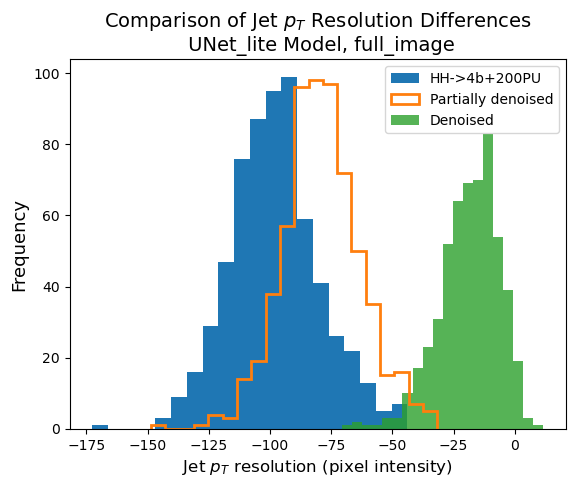 Comparison of Jet $p_T$ Resolution Differences
UNet_lite Model, full_image
HH->4b+200PU
Partially denoised
Denoised
Frequency
100
80
60
40
20
0
−175 −150 −125 −100 −75 −50 −25 0
Jet $p_T$ resolution (pixel intensity)